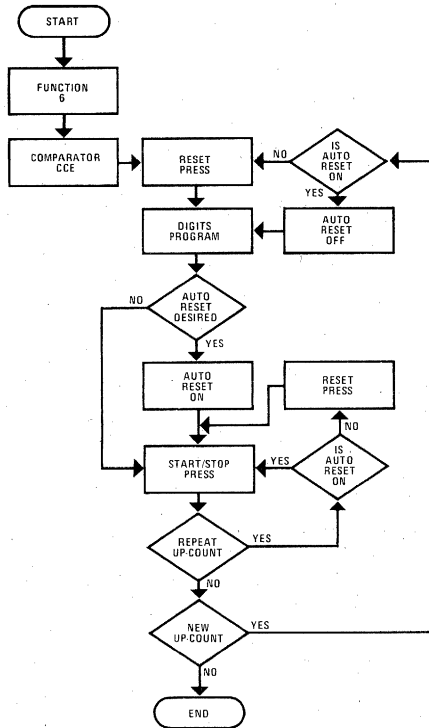 START
FUNCTION
6
COMPARATOR
CCE
RESET
PRESS
NO
IS
AUTO
RESET
ON
YES
DIGITS
PROGRAM
AUTO
RESET
OFF
NO
AUTO
RESET
DESIRED
YES
AUTO
RESET
ON
RESET
PRESS
NO
START/STOP
PRESS
YES
IS
AUTO
RESET
ON
REPEAT
UP-COUNT
YES
NO
NEW
UP-COUNT
YES
NO
END